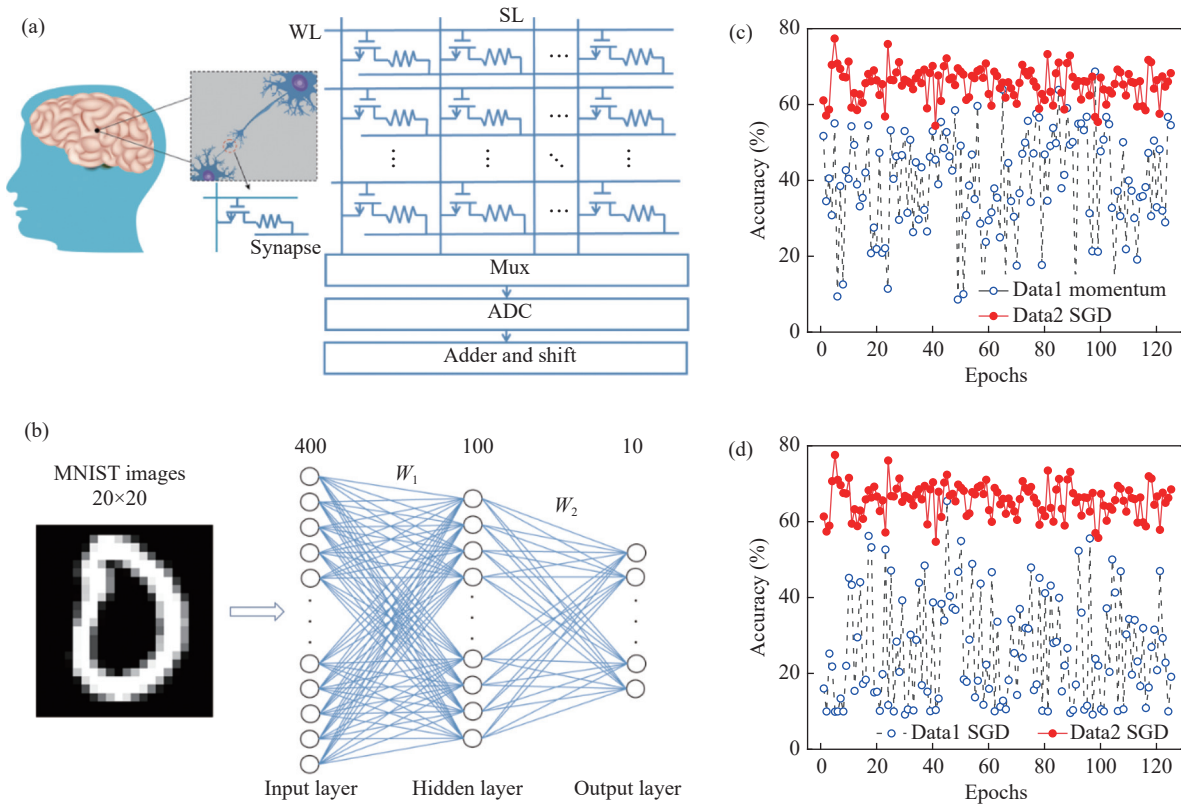 (a)
SL
WL
...
...
...
...
...
...
...
Synapse
Mux
ADC
Adder and shift
(b)
MNIST images
20×20
400
100
10
W1
W2
...
...
...
Input layer
Hidden layer
Output layer
(c)
80
60
40
20
0
Accuracy (%)
Data1 momentum
Data2 SGD
0 20 40 60 80 100 120
Epochs
(d)
80
60
40
20
0
Accuracy (%)
Data1 SGD Data2 SGD
0 20 40 60 80 100 120
Epochs